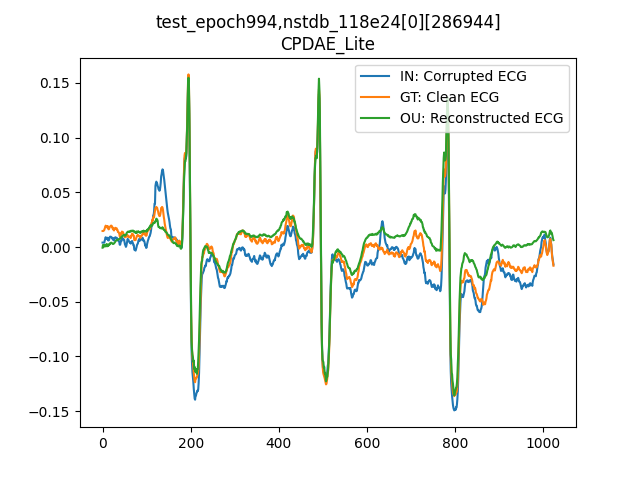 test_epoch994,nstdb_118e24[0][286944]
CPDAE_Lite
IN: Corrupted ECG
GT: Clean ECG
OU: Reconstructed ECG
0.15
0.10
0.05
0.00
−0.05
−0.10
−0.15
0 200 400 600 800 1000